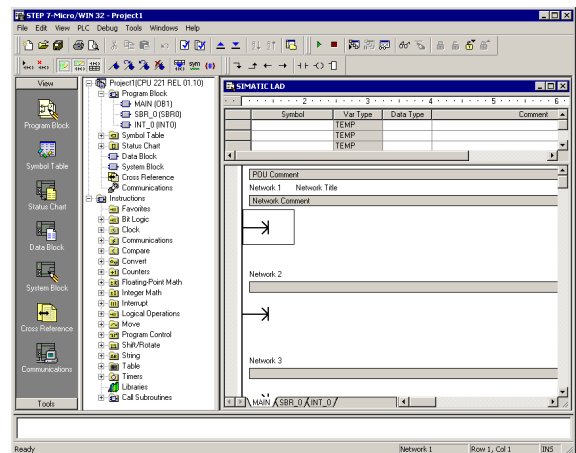 STEP 7-Micro/WIN 32 - Project1
File Edit View PLC Debug Tools Windows Help
sym
View
Program Block
Symbol Table
Status Chart
Data Block
System Block
Cross Reference
Communications
Tools
Project1(CPU 221 REL 01.10)
Program Block
MAIN (OB1)
SBR_0 (SBR0)
INT_0 (INT0)
Symbol Table
Status Chart
Data Block
System Block
Cross Reference
Communications
Instructions
Favorites
Bit Logic
Clock
Communications
Compare
Convert
Counters
Floating-Point Math
Integer Math
Interrupt
Logical Operations
Move
Program Control
Shift/Rotate
String
Table
Timers
Libraries
Call Subroutines
SIMATIC LAD
2 3 4 5 6
Symbol Var Type Data Type Comment
TEMP
TEMP
TEMP
POU Comment
Network 1 Network Title
Network Comment
Network 2
Network 3
MAIN SBR_0 INT_0
Ready Network 1 Row 1, Col 1 INS